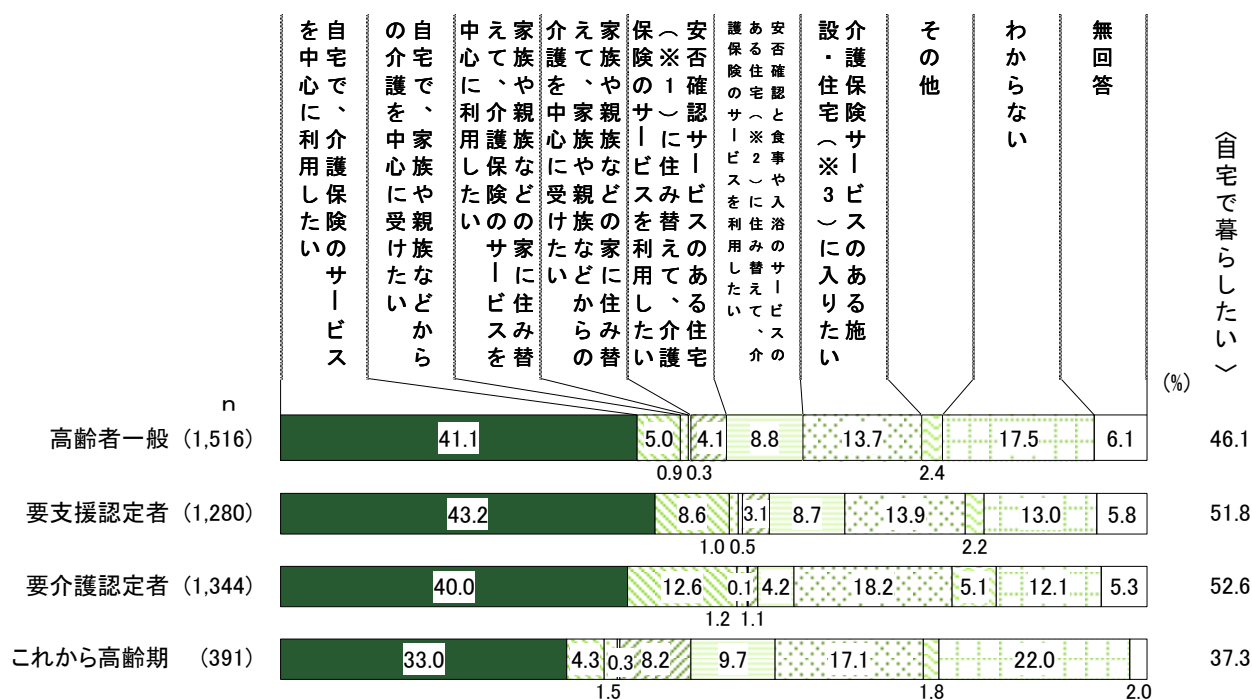 自宅で、介護保険のサービス
を中心に利用したい
自宅で、家族や親族などから
の介護を中心に受けたい
家族や親族などの家に住み替
えて、介護保険のサービスを
中心に利用したい
家族や親族などの家に住み替
えて、家族や親族などからの
介護を中心に受けたい
安否確認サービスのある住宅
（※1）に住み替えて、介護
保険のサービスを利用したい
安否確認と食事や入浴のサービスの
ある住宅（※2）に住み替えて、介
護保険のサービスを利用したい
介護保険サービスのある施
設・住宅（※3）に入りたい
その他
わからない
無回答
〈自宅で暮らしたい〉
(%)
n
高齢者一般 (1,516) 41.1 5.0 4.1 8.8 13.7 17.5 6.1 46.1
0.9 0.3 2.4
要支援認定者 (1,280) 43.2 8.6 3.1 8.7 13.9 13.0 5.8 51.8
1.0 0.5 2.2
要介護認定者 (1,344) 40.0 12.6 0.1 4.2 18.2 5.1 12.1 5.3 52.6
1.2 1.1
これから高齢期 (391) 33.0 4.3 0.3 8.2 9.7 17.1 22.0 37.3
1.5 1.8 2.0